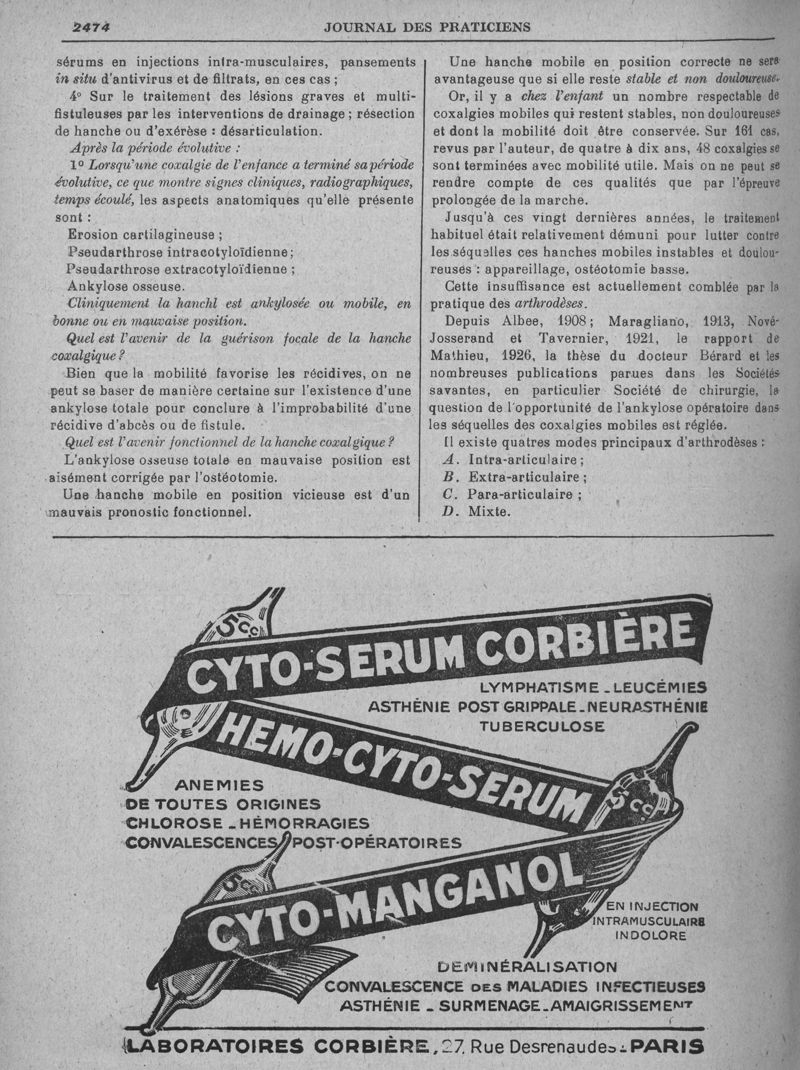 2474
JOURNAL DES PRATICIENS
sérums en injections intra-musculaires, pansements
in situ d'antivirus et de filtrats, en ces cas ;
4º Sur le traitement des lésions graves et multi-
fistuleuses par les interventions de drainage ; résection
de hanche ou d'exérèse : désarticulation.
Après la période évolutive :
1º Lorsqu'une coxalgie de l'enfance a terminé sa période
évolutive, ce que montre signes cliniques, radiographiques,
temps écoulé, les aspects anatomiques qu'elle présente
sont :
Erosion cartilagineuse ;
Pseudarthrose intracotyloïdienne ;
Pseudarthrose extracotyloïdienne ;
Ankylose osseuse.
Cliniquement la hanchl est ankylosée ou mobile, en
bonne ou en mauvaise position.
Quel est l'avenir de la guérison focale de la hanche
coxalgique ?
Bien que la mobilité favorise les récidives, on ne
peut se baser de manière certaine sur l'existence d'une
ankylose totale pour conclure à l'improbabilité d'une
récidive d'abcès ou de fistule.
Quel est l'avenir fonctionnel de la hanche coxalgique ?
L'ankylose osseuse totale en mauvaise position est
aisément corrigée par l'ostéotomie.
Une hanche mobile en position vicieuse est d'un
mauvais pronostic fonctionnel.
Une hanche mobile en position correcte ne sera
avantageuse que si elle reste stable et non douloureuse.
Or, il y a chez l'enfant un nombre respectable de
coxalgies mobiles qui restent stables, non douloureuses
et dont la mobilité doit être conservée. Sur 161 cas,
revus par l'auteur, de quatre à dix ans, 48 coxalgies se
sont terminées avec mobilité utile. Mais on ne peut se
rendre compte de ces qualités que par l'épreuve
prolongée de la marche.
Jusqu'à ces vingt dernières années, le traitement
habituel était relativement démuni pour lutter contre
les séquelles ces hanches mobiles instables et doulou-
reuses : appareillage, ostéotomie basse.
Cette insuffisance est actuellement comblée par la
pratique des arthrodèses.
Depuis Albee, 1908 ; Maragliano, 1913, Nové-
Josserand et Tavernier, 1921, le rapport de
Mathieu, 1926, la thèse du docteur Bérard et les
nombreuses publications parues dans les Sociétés
savantes, en particulier Société de chirurgie, la
question de l'opportunité de l'ankylose opératoire dans
les séquelles des coxalgies mobiles est réglée.
Il existe quatres modes principaux d'arthrodèses :
A. Intra-articulaire ;
B. Extra-articulaire ;
C. Para-articulaire ;
D. Mixte.
5cc
CYTO-SERUM CORBIÈRE
LYMPHATISME - LEUCÉMIES
ASTHÉNIE POST GRIPPALE - NEURASTHÉNIE
TUBERCULOSE
HEMO-CYTO-SERUM
5cc
ANEMIES
DE TOUTES ORIGINES
CHLOROSE - HÉMORRAGIES
CONVALESCENCES POST-OPÉRATOIRES
5cc
CYTO-MANGANOL
EN INJECTION
INTRAMUSCULAIRE
INDOLORE
DEMINÉRALISATION
CONVALESCENCE DES MALADIES INFECTIEUSES
ASTHÉNIE - SURMENAGE - AMAIGRISSEMENT
LABORATOIRES CORBIÈRE, 27, Rue Desrenaudes - PARIS